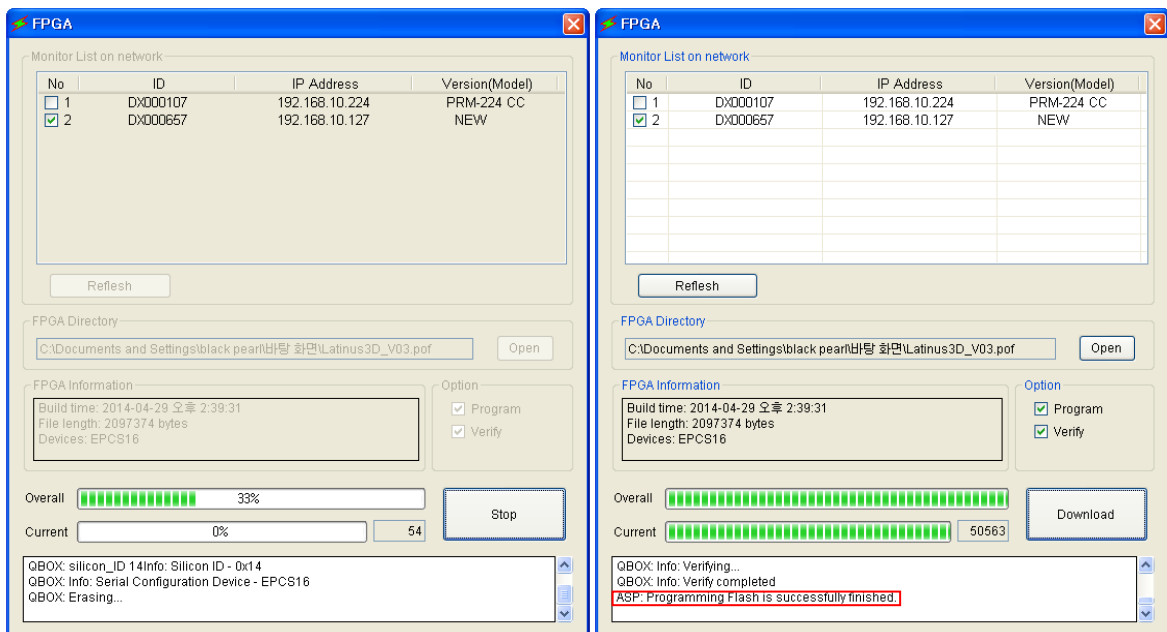 FPGA
Monitor List on network
No ID IP Address Version(Model)
1 DX000107 192.168.10.224 PRM-224 CC
2 DX000657 192.168.10.127 NEW
Reflesh
FPGA Directory
C:\Documents and Settings\black pearl\바탕 화면\Latinus3D_V03.pof Open
FPGA Information
Build time: 2014-04-29 오후 2:39:31
File length: 2097374 bytes
Devices: EPCS16
Option
Program
Verify
Overall 33%
Current 0% 54
Stop
QBOX: silicon_ID 14Info: Silicon ID - 0x14
QBOX: Info: Serial Configuration Device - EPCS16
QBOX: Erasing...
FPGA
Monitor List on network
No ID IP Address Version(Model)
1 DX000107 192.168.10.224 PRM-224 CC
2 DX000657 192.168.10.127 NEW
Reflesh
FPGA Directory
C:\Documents and Settings\black pearl\바탕 화면\Latinus3D_V03.pof Open
FPGA Information
Build time: 2014-04-29 오후 2:39:31
File length: 2097374 bytes
Devices: EPCS16
Option
Program
Verify
Overall
Current 50563
Download
QBOX: Info: Verifying...
QBOX: Info: Verify completed
ASP: Programming Flash is successfully finished.